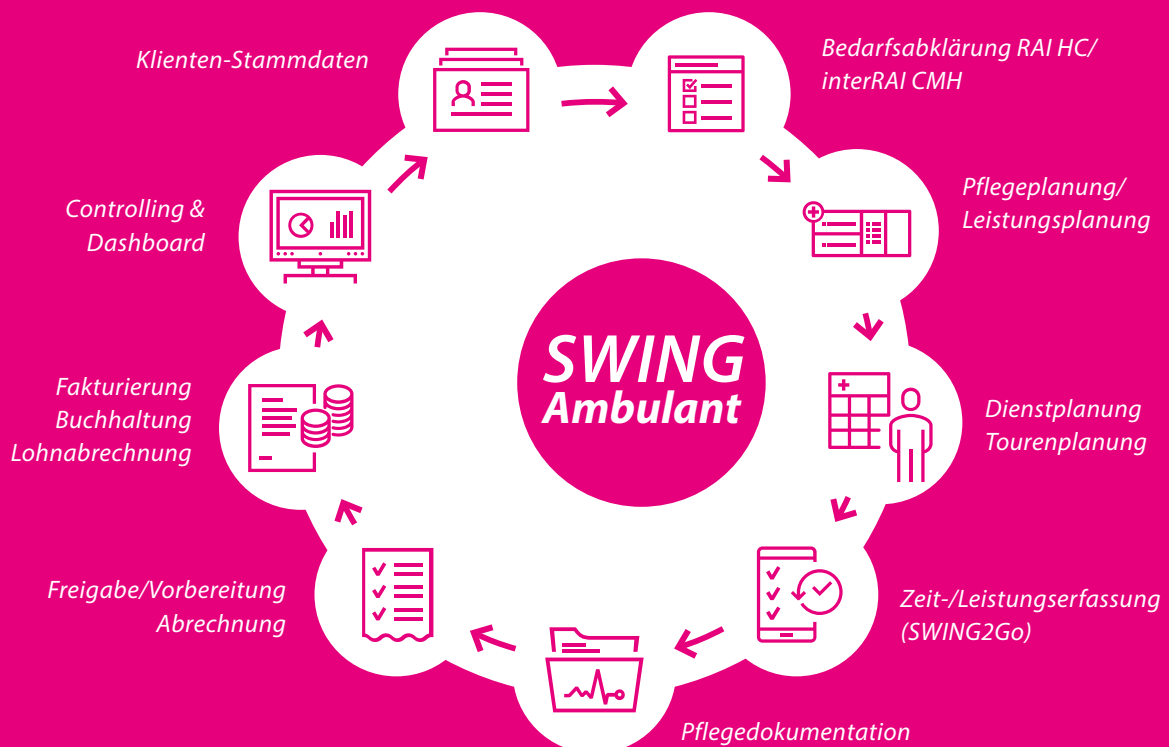 Klienten-Stammdaten
Bedarfsabklärung RAI HC/
interRAI CMH
Pflegeplanung/
Leistungsplanung
Dienstplanung
Tourenplanung
Zeit-/Leistungserfassung
(SWING2Go)
Pflegedokumentation
Freigabe/Vorbereitung
Abrechnung
Fakturierung
Buchhaltung
Lohnabrechnung
Controlling &
Dashboard
SWING
Ambulant